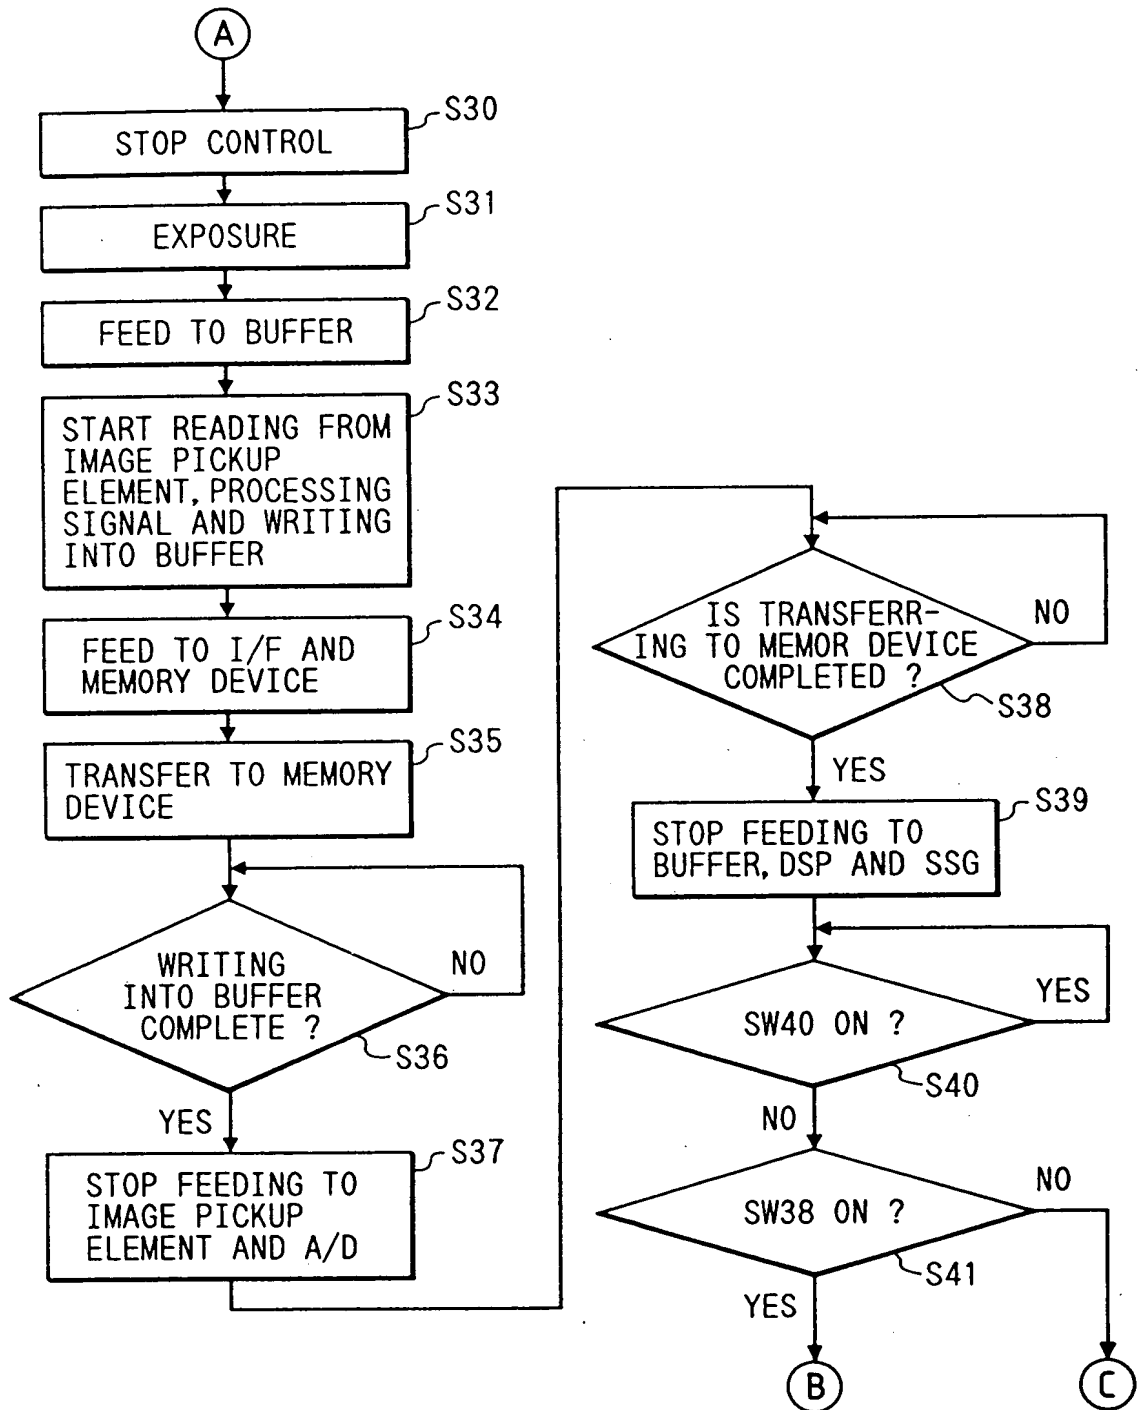 A
S30
STOP CONTROL
S31
EXPOSURE
S32
FEED TO BUFFER
S33
START READING FROM
IMAGE PICKUP
ELEMENT, PROCESSING
SIGNAL AND WRITING
INTO BUFFER
S34
FEED TO I/F AND
MEMORY DEVICE
S35
TRANSFER TO MEMORY
DEVICE
WRITING
INTO BUFFER
COMPLETE ?
NO
S36
YES
S37
STOP FEEDING TO
IMAGE PICKUP
ELEMENT AND A/D
IS TRANSFERR-
ING TO MEMOR DEVICE
COMPLETED ?
NO
S38
YES
S39
STOP FEEDING TO
BUFFER, DSP AND SSG
SW40 ON ?
YES
S40
NO
SW38 ON ?
NO
S41
YES
B
C